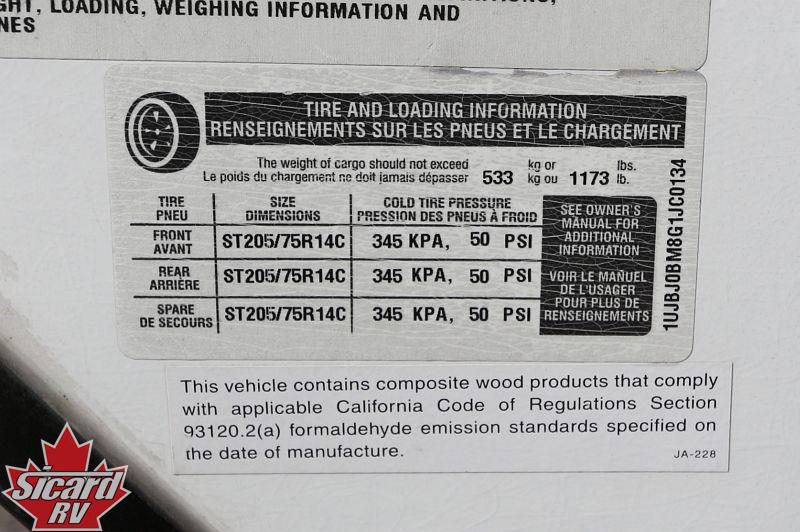 LOADING, WEIGHING INFORMATION AND
TIRE AND LOADING INFORMATION
RENSEIGNEMENTS SUR LES PNEUS ET LE CHARGEMENT
The weight of cargo should not exceed kg or lbs.
Le poids du chargement ne doit jamais dépasser 533 kg ou 1173 lb.
TIRE SIZE COLD TIRE PRESSURE
PNEU DIMENSIONS PRESSION DES PNEUS À FROID
FRONT
AVANT ST205/75R14C 345 KPA, 50 PSI
REAR
ARRIÈRE ST205/75R14C 345 KPA, 50 PSI
SPARE
DE SECOURS ST205/75R14C 345 KPA, 50 PSI
SEE OWNER'S
MANUAL FOR
ADDITIONAL
INFORMATION
VOIR LE MANUEL
DE L'USAGER
POUR PLUS DE
RENSEIGNEMENTS
1UJBJ0BM8G1JC0134
This vehicle contains composite wood products that comply
with applicable California Code of Regulations Section
93120.2(a) formaldehyde emission standards specified on
the date of manufacture.
JA-228
Sicard
RV